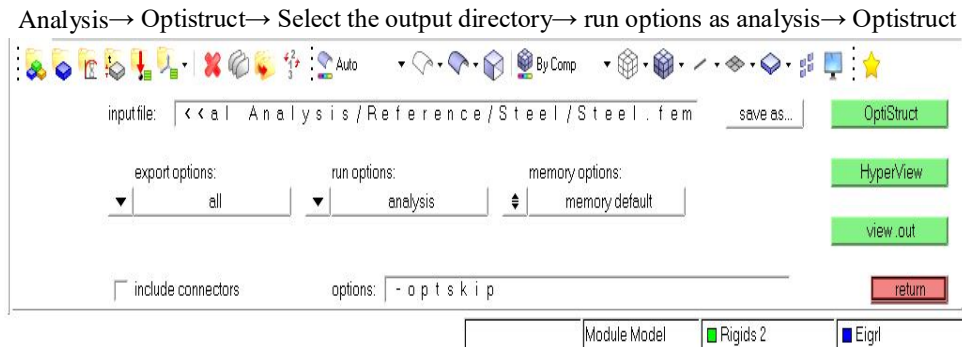 Analysis→ Optistruct→ Select the output directory→ run options as analysis→ Optistruct
Auto By Comp
input file: <<al Analysis/Reference/Steel/Steel.fem save as... OptiStruct
export options: run options: memory options: HyperView
all analysis memory default
view .out
include connectors options: -optskip return
Module Model Rigids 2 Eigrl